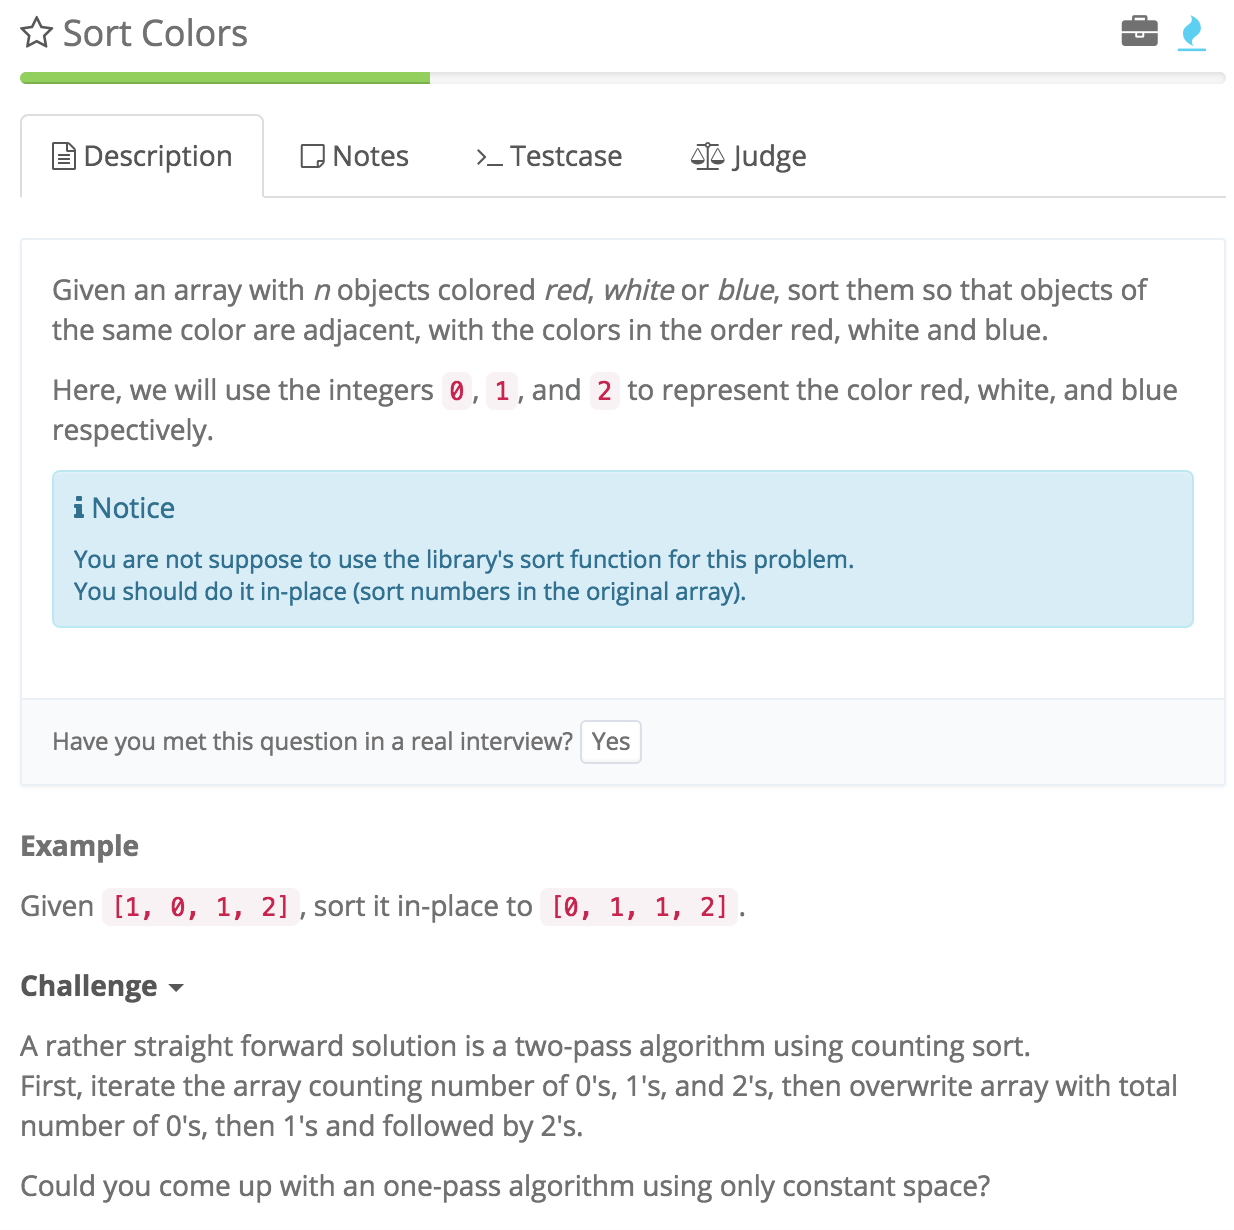 Sort Colors
Description
Notes
Testcase
Judge
Given an array with n objects colored red, white or blue, sort them so that objects of
the same color are adjacent, with the colors in the order red, white and blue.
Here, we will use the integers 0, 1, and 2 to represent the color red, white, and blue
respectively.
Notice
You are not suppose to use the library's sort function for this problem.
You should do it in-place (sort numbers in the original array).
Have you met this question in a real interview? Yes
Example
Given [1, 0, 1, 2], sort it in-place to [0, 1, 1, 2].
Challenge
A rather straight forward solution is a two-pass algorithm using counting sort.
First, iterate the array counting number of 0's, 1's, and 2's, then overwrite array with total
number of 0's, then 1's and followed by 2's.
Could you come up with an one-pass algorithm using only constant space?